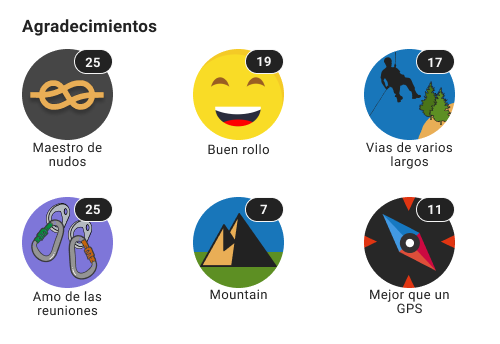 Agradecimientos
25
19
17
Maestro de
nudos
Buen rollo
Vias de varios
largos
25
7
11
Amo de las
reuniones
Mountain
Mejor que un
GPS